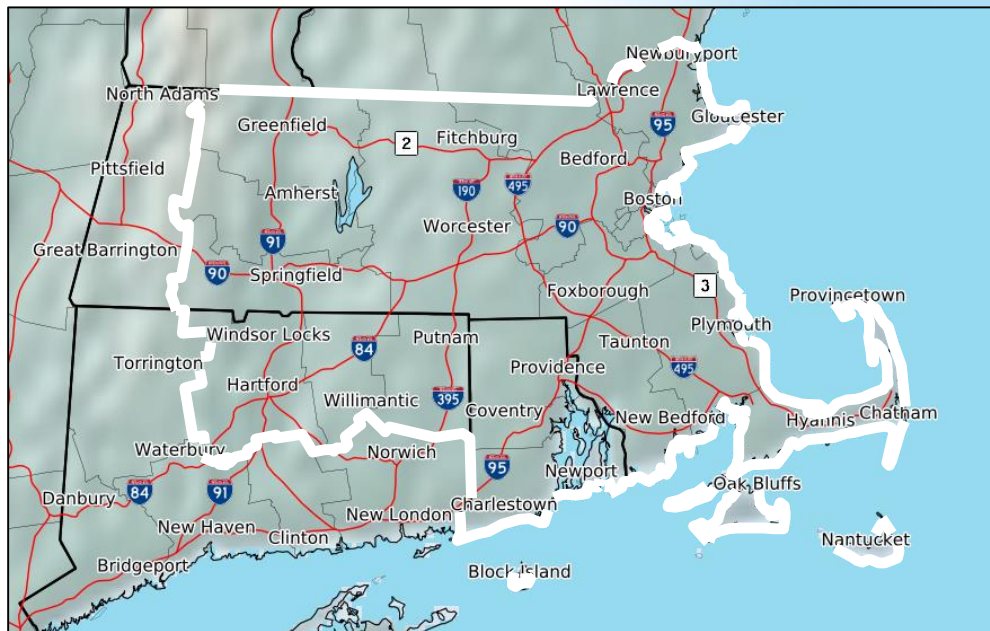 Newburyport
Lawrence
North Adams
Gloucester
95
Greenfield
2
Fitchburg
Bedford
Pittsfield
190
495
Amherst
Boston
Worcester
90
91
Great Barrington
90
Springfield
3
Foxborough
Provincetown
Plymouth
Windsor Locks
Putnam
Taunton
84
Torrington
Providence
495
Hartford
395
Willimantic
Coventry
New Bedford
Hyannis
Chatham
Waterbury
Norwich
95
Newport
Oak Bluffs
84
91
Danbury
Charlestown
New London
New Haven
Clinton
Nantucket
Bridgeport
Block Island